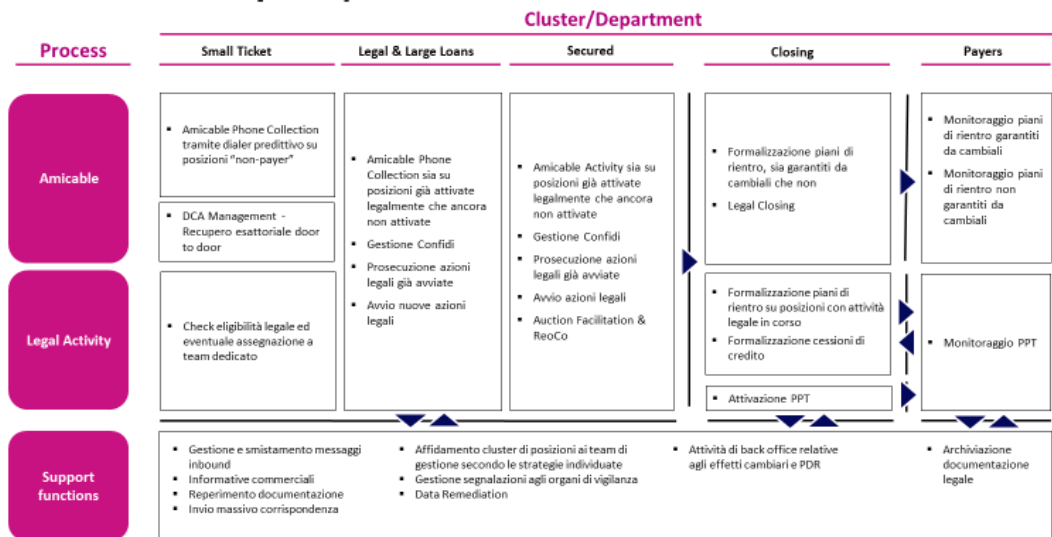 Cluster/Department
Process
Small Ticket
Legal & Large Loans
Secured
Closing
Payers
Amicable
▪ Amicable Phone Collection
tramite dialer predittivo su
posizioni “non-payer”
▪ DCA Management -
Recupero esattoriale door
to door
▪ Amicable Phone
Collection sia su
posizioni già attivate
legalmente che ancora
non attivate
▪ Gestione Confidi
▪ Prosecuzione azioni
legali già avviate
▪ Avvio nuove azioni
legali
▪ Amicable Activity sia su
posizioni già attivate
legalmente che ancora
non attivate
▪ Gestione Confidi
▪ Prosecuzione azioni
legali già avviate
▪ Avvio azioni legali
▪ Auction Facilitation &
ReoCo
▪ Formalizzazione piani di
rientro, sia garantiti da
cambiali che non
▪ Legal Closing
▪ Monitoraggio piani
di rientro garantiti
da cambiali
▪ Monitoraggio piani
di rientro non
garantiti da
cambiali
Legal Activity
▪ Check eligibilità legale ed
eventuale assegnazione a
team dedicato
▪ Formalizzazione piani di
rientro su posizioni con attività
legale in corso
▪ Formalizzazione cessioni di
credito
▪ Attivazione PPT
▪ Monitoraggio PPT
Support
functions
▪ Gestione e smistamento messaggi
inbound
▪ Informative commerciali
▪ Reperimento documentazione
▪ Invio massivo corrispondenza
▪ Affidamento cluster di posizioni ai team di
gestione secondo le strategie individuate
▪ Gestione segnalazioni agli organi di vigilanza
▪ Data Remediation
▪ Attività di back office relative
agli effetti cambiari e PDR
▪ Archiviazione
documentazione
legale